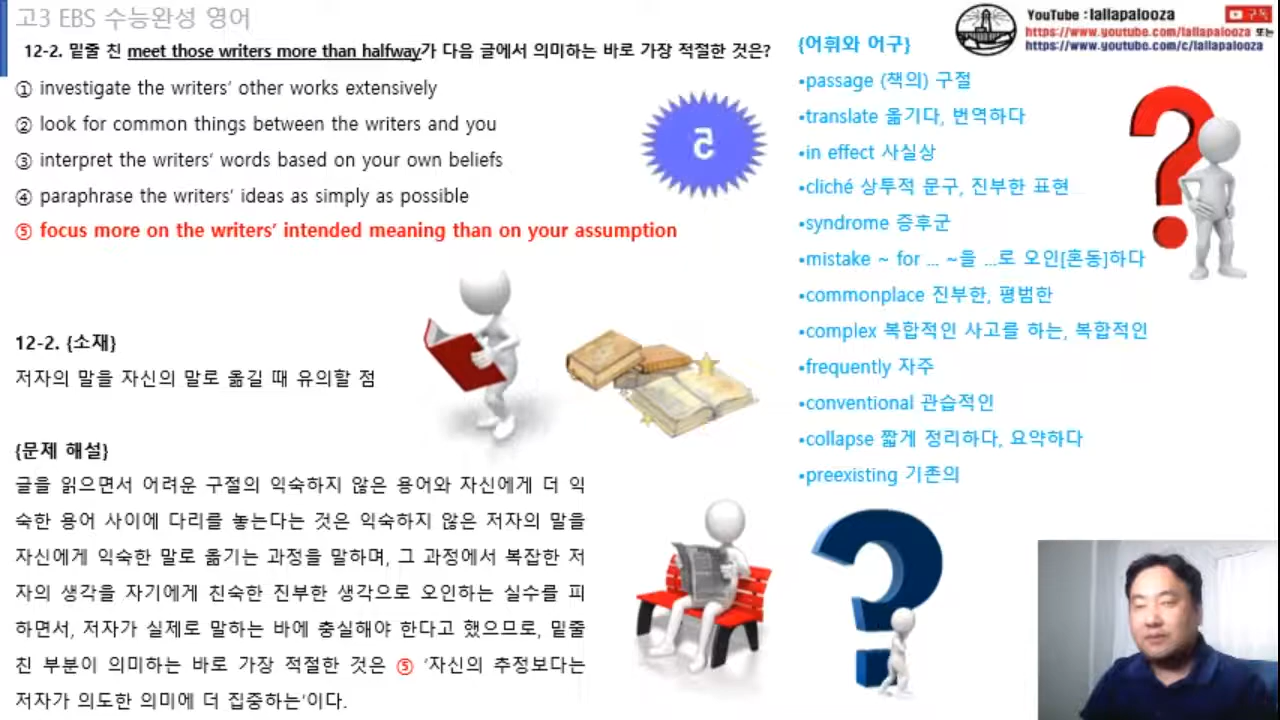 고3 EBS 수능완성 영어
12-2. 밑줄 친 meet those writers more than halfway가 다음 글에서 의미하는 바로 가장 적절한 것은?
① investigate the writers' other works extensively
② look for common things between the writers and you
③ interpret the writers' words based on your own beliefs
④ paraphrase the writers' ideas as simply as possible
⑤ focus more on the writers' intended meaning than on your assumption
5
12-2. {소재}
저자의 말을 자신의 말로 옮길 때 유의할 점
{문제 해설}
글을 읽으면서 어려운 구절의 익숙하지 않은 용어와 자신에게 더 익
숙한 용어 사이에 다리를 놓는다는 것은 익숙하지 않은 저자의 말을
자신에게 익숙한 말로 옮기는 과정을 말하며, 그 과정에서 복잡한 저
자의 생각을 자기에게 친숙한 진부한 생각으로 오인하는 실수를 피
하면서, 저자가 실제로 말하는 바에 충실해야 한다고 했으므로, 밑줄
친 부분이 의미하는 바로 가장 적절한 것은 ⑤ '자신의 추정보다는
저자가 의도한 의미에 더 집중하는'이다.
{어휘와 어구}
•passage (책의) 구절
•translate 옮기다, 번역하다
•in effect 사실상
•cliché 상투적 문구, 진부한 표현
•syndrome 증후군
•mistake ~ for ... ~을 ...로 오인[혼동]하다
•commonplace 진부한, 평범한
•complex 복합적인 사고를 하는, 복합적인
•frequently 자주
•conventional 관습적인
•collapse 짧게 정리하다, 요약하다
•preexisting 기존의
YouTube : lallapalooza
구독
https://www.youtube.com/lallapalooza 또는
https://www.youtube.com/c/lallapalooza